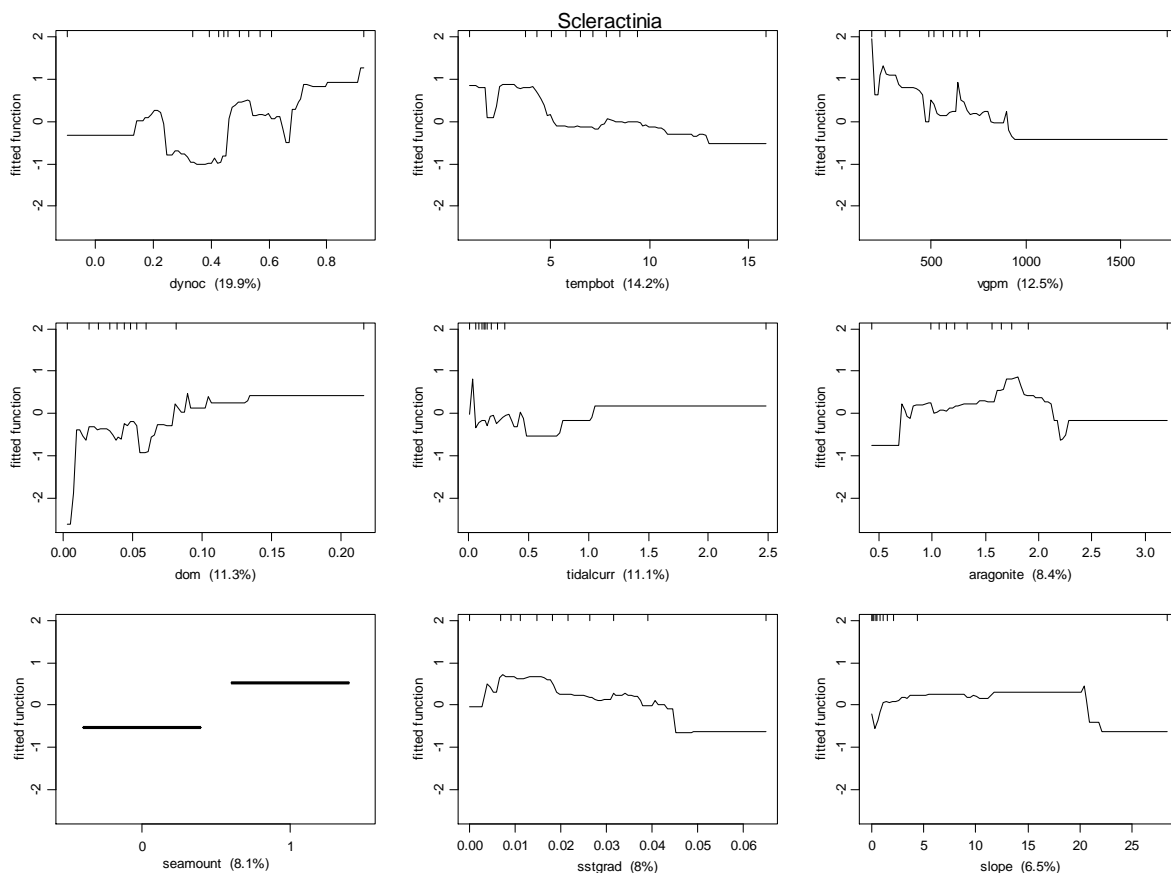 Scleractinia
fitted function
2
1
0
-1
-2
0.0 0.2 0.4 0.6 0.8
dynoc (19.9%)
fitted function
2
1
0
-1
-2
5 10 15
tempbot (14.2%)
fitted function
2
1
0
-1
-2
500 1000 1500
vgpm (12.5%)
fitted function
2
1
0
-1
-2
0.00 0.05 0.10 0.15 0.20
dom (11.3%)
fitted function
2
1
0
-1
-2
0.0 0.5 1.0 1.5 2.0 2.5
tidalcurr (11.1%)
fitted function
2
1
0
-1
-2
0.5 1.0 1.5 2.0 2.5 3.0
aragonite (8.4%)
fitted function
2
1
0
-1
-2
0 1
seamount (8.1%)
fitted function
2
1
0
-1
-2
0.00 0.01 0.02 0.03 0.04 0.05 0.06
sstgrad (8%)
fitted function
2
1
0
-1
-2
0 5 10 15 20 25
slope (6.5%)